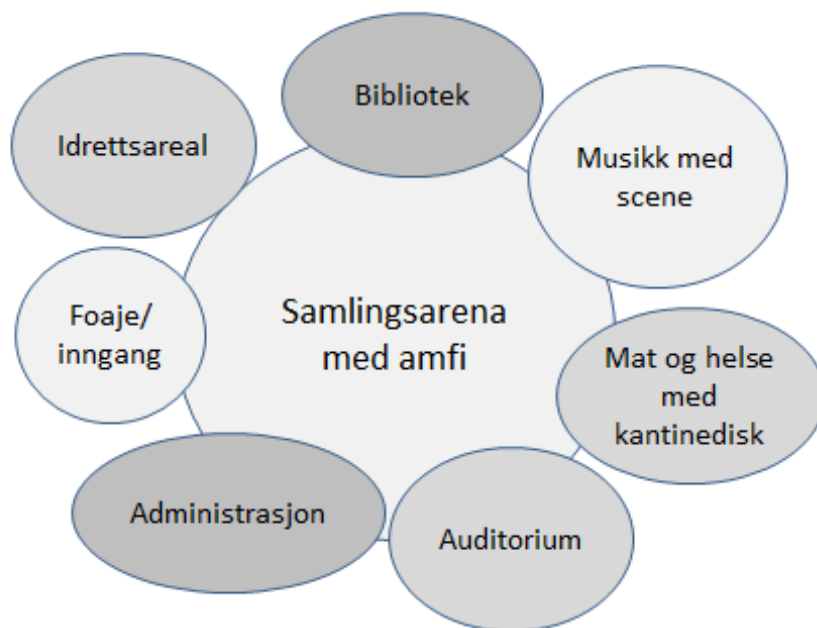 Bibliotek
Idrettsareal
Musikk med
scene
Foaje/
inngang
Samlingsarena
med amfi
Mat og helse
med
kantinedisk
Administrasjon
Auditorium